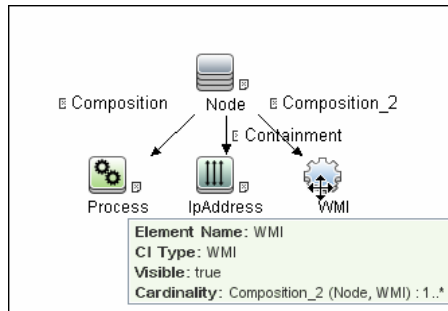 Composition
Node
Composition_2
Containment
Process
IpAddress
WMI
Element Name: WMI
CI Type: WMI
Visible: true
Cardinality: Composition_2 (Node, WMI) : 1..*